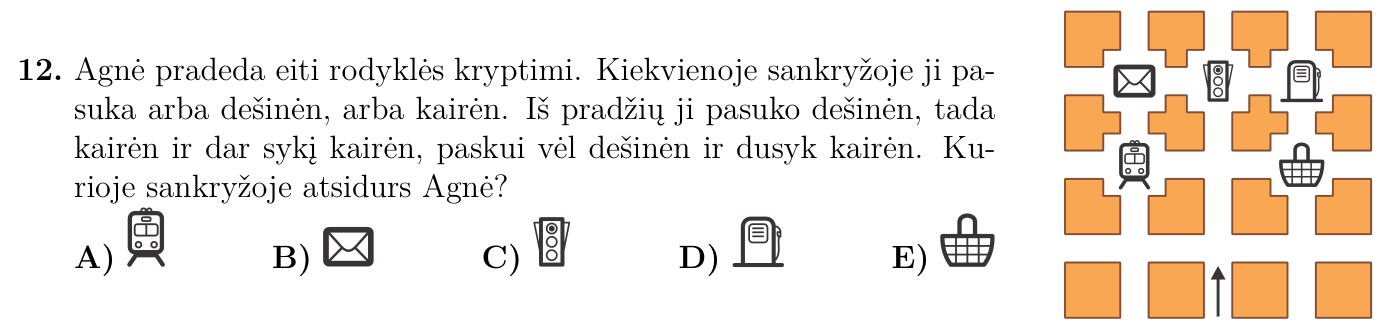 12. Agnė pradeda eiti rodyklės kryptimi. Kiekvienoje sankryžoje ji pa-
suka arba dešinėn, arba kairėn. Iš pradžių ji pasuko dešinėn, tada
kairėn ir dar sykį kairėn, paskui vėl dešinėn ir dusyk kairėn. Ku-
rioje sankryžoje atsidurs Agnė?
A) B) C) D) E)